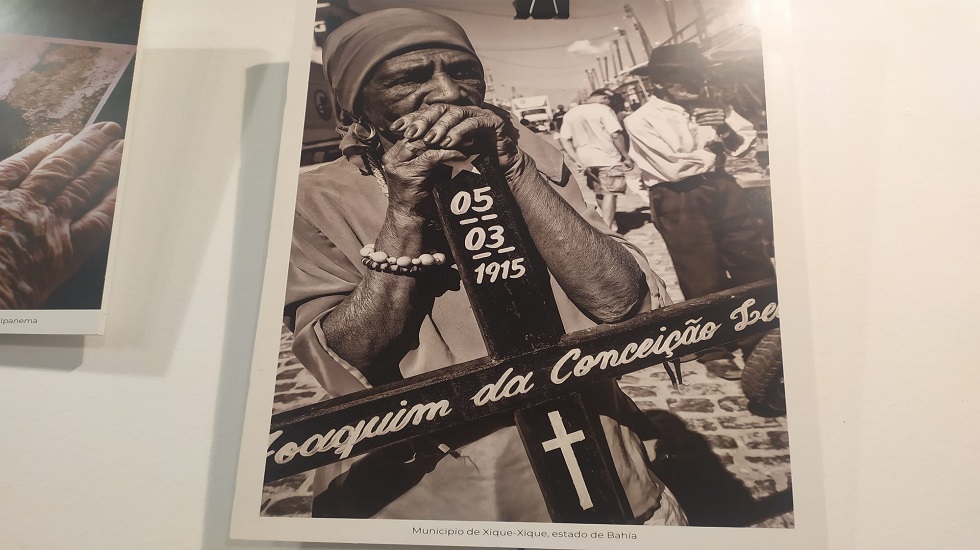 05
03
1915
Joaquim da Conceição
Município de Xique-Xique, estado de Bahia
Ipanema